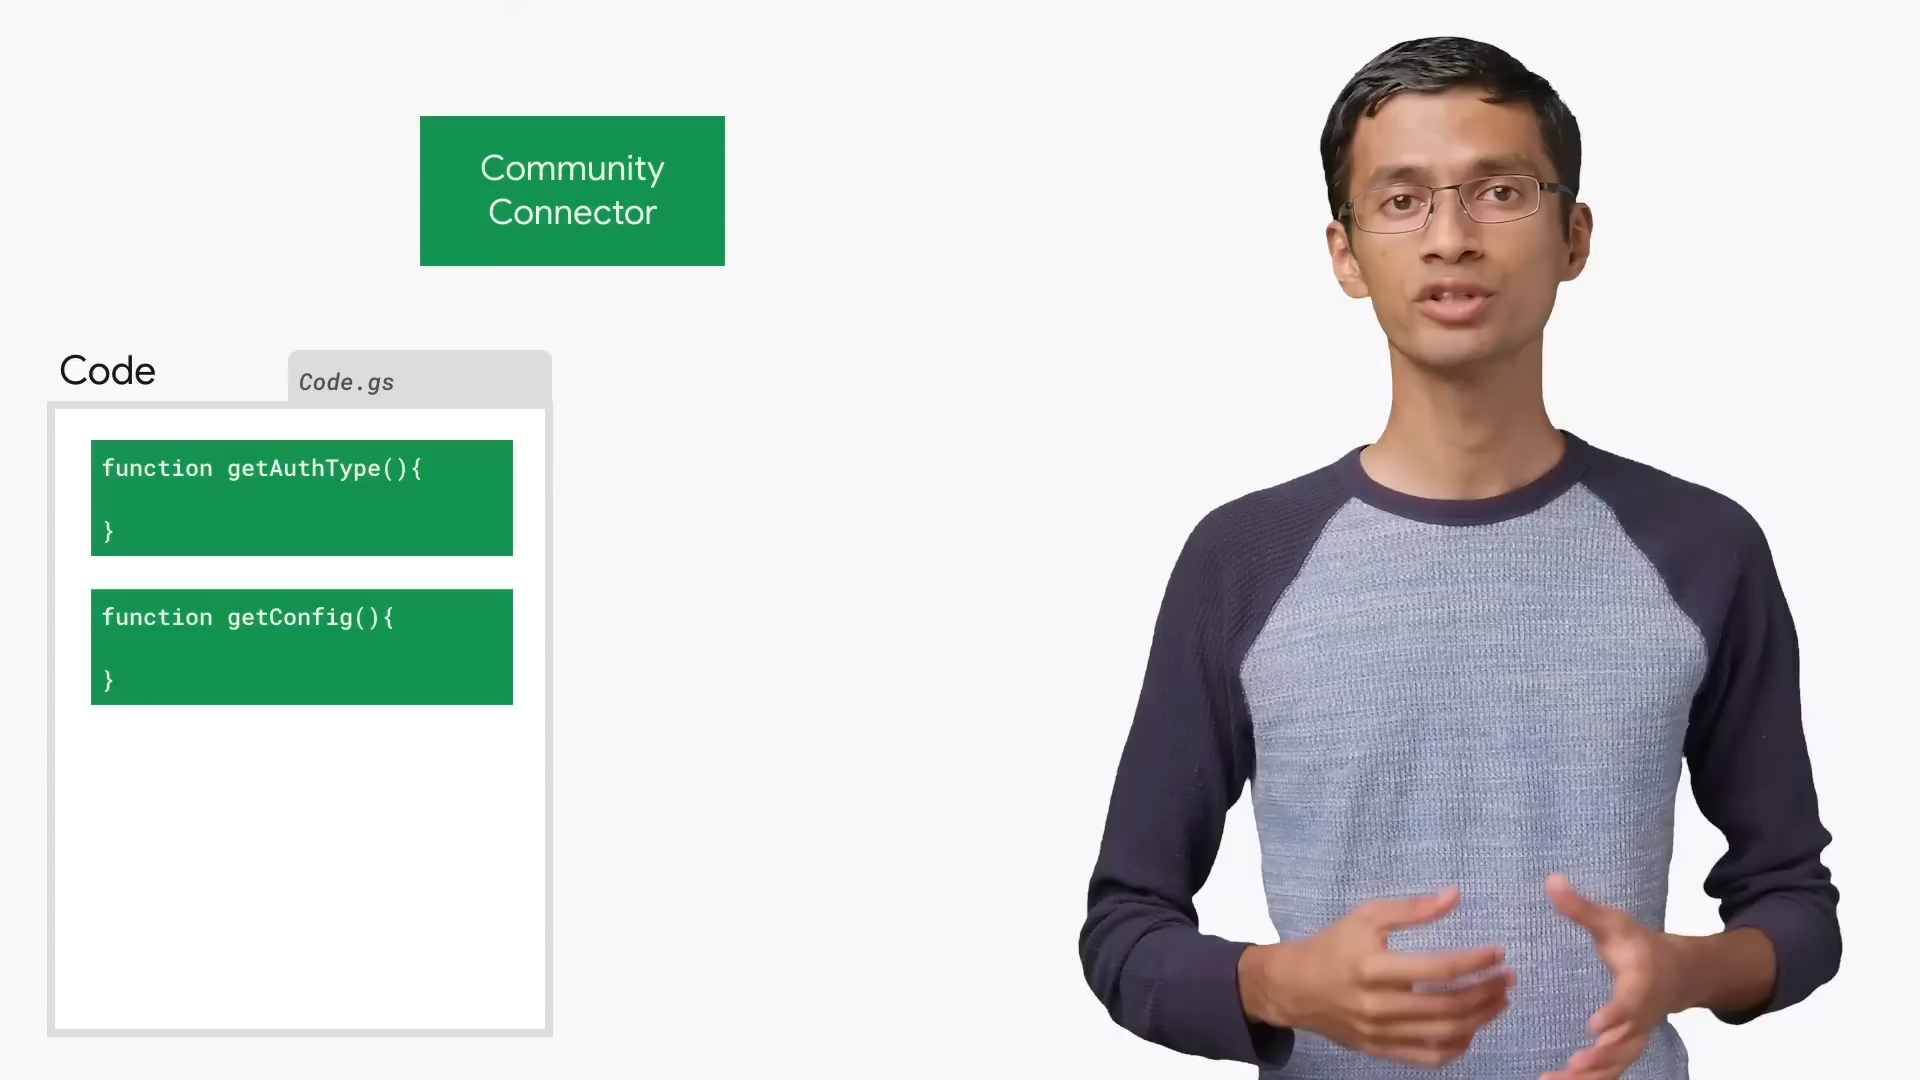 Community
Connector
Code
Code.gs
function getAuthType(){
}
function getConfig(){
}